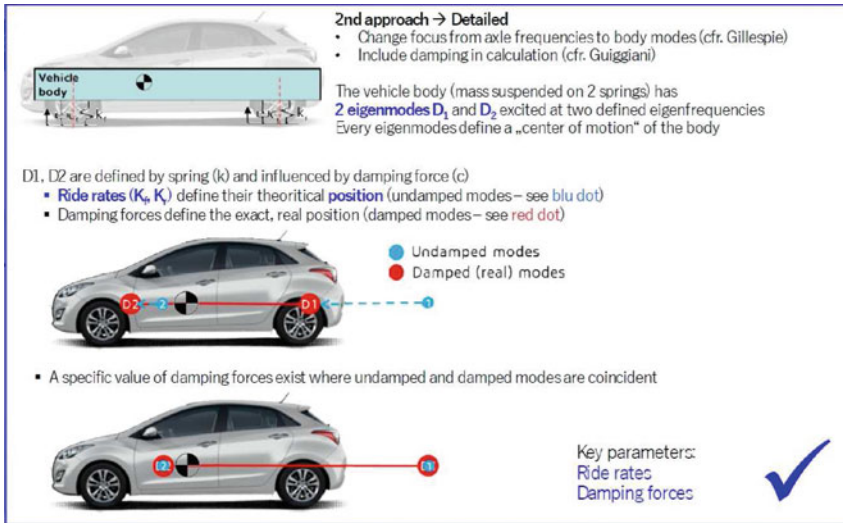 2nd approach → Detailed
• Change focus from axle frequencies to body modes (cfr. Gillespie)
• Include damping in calculation (cfr. Guiggiani)
Vehicle
body
The vehicle body (mass suspended on 2 springs) has
2 eigenmodes D₁ and D₂ excited at two defined eigenfrequencies
Every eigenmodes define a „center of motion" of the body
D1, D2 are defined by spring (k) and influenced by damping force (c)
▪ Ride rates (Kf, Kr) define their theoritical position (undamped modes – see blu dot)
▪ Damping forces define the exact, real position (damped modes – see red dot)
Undamped modes
Damped (real) modes
D2 2 D1 1
▪ A specific value of damping forces exist where undamped and damped modes are coincident
Key parameters:
Ride rates
Damping forces